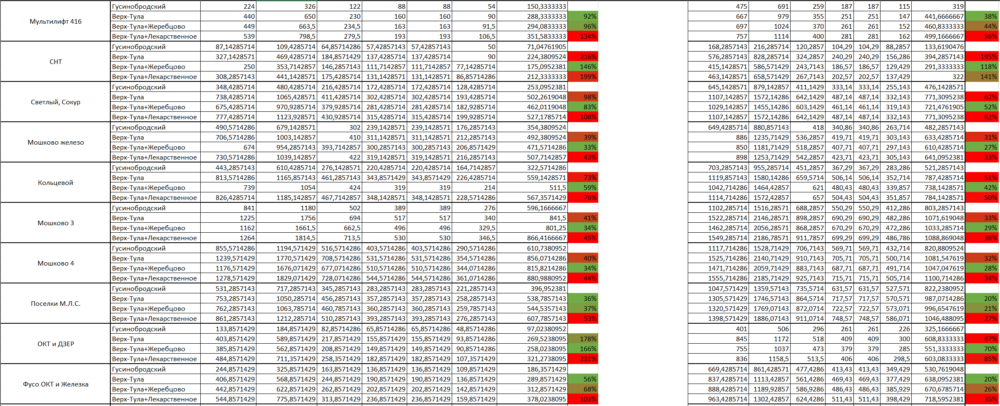 Мультилифт 416
Гусинобродский 224 326 122 88 88 54 150,3333333 475 691 259 187 187 115 319
Верх-Тула 440 650 230 160 160 90 288,3333333 92% 667 979 355 251 251 147 441,6666667 38%
Верх-Тула+Жеребцово 449 663,5 234,5 163 163 91,5 294,0833333 96% 697 1024 370 261 261 152 460,8333333 44%
Верх-Тула+Лекарственное 539 798,5 279,5 193 193 106,5 351,5833333 134% 757 1114 400 281 281 162 499,1666667 56%
СНТ
Гусинобродский 87,14285714 109,4285714 64,85714286 57,42857143 57,42857143 50 71,04761905 168,2857143 216,285714 120,2857 104,29 104,29 88,2857 133,6190476
Верх-Тула 327,1428571 469,4285714 184,8571429 137,4285714 137,4285714 90 224,3809524 216% 576,2857143 828,285714 324,2857 240,29 240,29 156,286 394,2857143 195%
Верх-Тула+Жеребцово 250 353,7142857 146,2857143 111,7142857 111,7142857 77,14285714 175,0952381 146% 415,1428571 586,571429 243,7143 186,57 186,57 129,429 291,3333333 118%
Верх-Тула+Лекарственное 308,2857143 441,1428571 175,4285714 131,1428571 131,1428571 86,85714286 212,3333333 199% 463,1428571 658,571429 267,7143 202,57 202,57 137,429 322 141%
Светлый, Сокур
Гусинобродский 348,4285714 480,4285714 216,4285714 172,4285714 172,4285714 128,4285714 253,0952381 645,1428571 879,142857 411,1429 333,14 333,14 255,143 476,1428571
Верх-Тула 738,4285714 1065,428571 411,4285714 302,4285714 302,4285714 193,4285714 502,2619048 98% 1107,142857 1572,14286 642,1429 487,14 487,14 332,143 771,3095238 62%
Верх-Тула+Жеребцово 675,4285714 970,9285714 379,9285714 281,4285714 281,4285714 182,9285714 462,0119048 83% 1029,142857 1455,14286 603,1429 461,14 461,14 319,143 721,4761905 52%
Верх-Тула+Лекарственное 777,4285714 1123,928571 430,9285714 315,4285714 315,4285714 199,9285714 527,1785714 108% 1107,142857 1572,14286 642,1429 487,14 487,14 332,143 771,3095238 62%
Мошково железо
Гусинобродский 490,5714286 679,1428571 302 239,1428571 239,1428571 176,2857143 354,3809524 649,4285714 880,857143 418 340,86 340,86 263,714 482,2857143
Верх-Тула 706,5714286 1003,142857 410 311,1428571 311,1428571 212,2857143 492,3809524 39% 886 1235,71429 536,2857 419,71 419,71 303,143 633,4285714 31%
Верх-Тула+Жеребцово 674 954,2857143 393,7142857 300,2857143 300,2857143 206,8571429 471,5714286 33% 850 1181,71429 518,2857 407,71 407,71 297,143 610,4285714 27%
Верх-Тула+Лекарственное 730,5714286 1039,142857 422 319,1428571 319,1428571 216,2857143 507,7142857 43% 898 1253,71429 542,2857 423,71 423,71 305,143 641,0952381 33%
Кольцевой
Гусинобродский 443,2857143 610,4285714 276,1428571 220,4285714 220,4285714 164,7142857 322,5714286 703,2857143 955,285714 451,2857 367,29 367,29 283,286 521,2857143
Верх-Тула 813,5714286 1165,857143 461,2857143 343,8571429 343,8571429 226,4285714 559,1428571 73% 1119,857143 1580,14286 659,5714 506,14 506,14 352,714 787,4285714 51%
Верх-Тула+Жеребцово 739 1054 424 319 319 214 511,5 59% 1042,714286 1464,42857 621 480,43 480,43 339,857 738,1428571 42%
Верх-Тула+Лекарственное 826,4285714 1185,142857 467,7142857 348,1428571 348,1428571 228,5714286 567,3571429 76% 1114,714286 1572,42857 657 504,43 504,43 351,857 784,1428571 50%
Мошково 3
Гусинобродский 841 1180 502 389 389 276 596,1666667 1102,285714 1516,28571 688,2857 550,29 550,29 412,286 803,2857143
Верх-Тула 1225 1756 694 517 517 340 841,5 41% 1522,285714 2146,28571 898,2857 690,29 690,29 482,286 1071,619048 33%
Верх-Тула+Жеребцово 1162 1661,5 662,5 496 496 329,5 801,25 34% 1462,285714 2056,28571 868,2857 670,29 670,29 472,286 1033,285714 29%
Верх-Тула+Лекарственное 1264 1814,5 713,5 530 530 346,5 866,4166667 45% 1549,285714 2186,78571 911,7857 699,29 699,29 486,786 1088,869048 36%
Мошково 4
Гусинобродский 855,5714286 1194,571429 516,5714286 403,5714286 403,5714286 290,5714286 610,7380952 1117,714286 1528,71429 706,7143 569,71 569,71 432,714 820,8809524
Верх-Тула 1239,571429 1770,571429 708,5714286 531,5714286 531,5714286 354,5714286 856,0714286 40% 1525,714286 2140,71429 910,7143 705,71 705,71 500,714 1081,547619 32%
Верх-Тула+Жеребцово 1176,571429 1676,071429 677,0714286 510,5714286 510,5714286 344,0714286 815,8214286 34% 1471,714286 2059,71429 883,7143 687,71 687,71 491,714 1047,047619 28%
Верх-Тула+Лекарственное 1278,571429 1829,071429 728,0714286 544,5714286 544,5714286 361,0714286 880,9880952 44% 1555,714286 2185,71429 925,7143 715,71 715,71 505,714 1100,714286 34%
Поселки М.Л.С.
Гусинобродский 531,2857143 717,2857143 345,2857143 283,2857143 283,2857143 221,2857143 396,952381 1047,571429 1359,57143 735,5714 631,57 631,57 527,571 822,2380952
Верх-Тула 753,2857143 1050,285714 456,2857143 357,2857143 357,2857143 258,2857143 538,7857143 36% 1305,571429 1746,57143 864,5714 717,57 717,57 570,571 987,0714286 20%
Верх-Тула+Жеребцово 762,2857143 1063,785714 460,7857143 360,2857143 360,2857143 259,7857143 544,5357143 37% 1320,571429 1769,07143 872,0714 722,57 722,57 573,071 996,6547619 21%
Верх-Тула+Лекарственное 861,2857143 1212,285714 510,2857143 393,2857143 393,2857143 276,2857143 607,7857143 53% 1398,571429 1886,07143 911,0714 748,57 748,57 586,071 1046,488095 27%
ОКТ и ДЗЕР
Гусинобродский 133,8571429 184,8571429 82,85714286 65,85714286 65,85714286 48,85714286 97,02380952 401 506 296 261 261 226 325,1666667
Верх-Тула 403,8571429 589,8571429 217,8571429 155,8571429 155,8571429 93,85714286 269,5238095 178% 845 1172 518 409 409 300 608,8333333 87%
Верх-Тула+Жеребцово 385,8571429 562,8571429 208,8571429 149,8571429 149,8571429 90,85714286 258,0238095 166% 755 1037 473 379 379 285 551,3333333 70%
Верх-Тула+Лекарственное 484,8571429 711,3571429 258,3571429 182,8571429 182,8571429 107,3571429 321,2738095 231% 836 1158,5 513,5 406 406 298,5 603,0833333 85%
Фусо ОКТ и Железка
Гусинобродский 244,8571429 325,8571429 163,8571429 136,8571429 136,8571429 109,8571429 186,3571429 669,4285714 861,428571 477,4286 413,43 413,43 349,429 530,7619048
Верх-Тула 406,8571429 568,8571429 244,8571429 190,8571429 190,8571429 136,8571429 289,8571429 56% 837,4285714 1113,42857 561,4286 469,43 469,43 377,429 638,0952381 20%
Верх-Тула+Жеребцово 442,8571429 622,8571429 262,8571429 202,8571429 202,8571429 142,8571429 312,8571429 68% 888,4285714 1189,92857 586,9286 486,43 486,43 385,929 670,6785714 26%
Верх-Тула+Лекарственное 544,8571429 775,8571429 313,8571429 236,8571429 236,8571429 159,8571429 378,0238095 103% 963,4285714 1302,42857 624,4286 511,43 511,43 398,429 718,5952381 35%